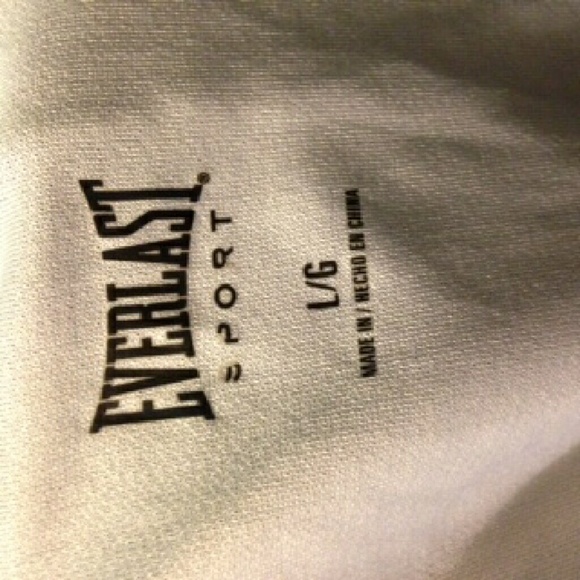 EVERLAST®
SPORT
L/G
MADE IN / HECHO EN CHINA